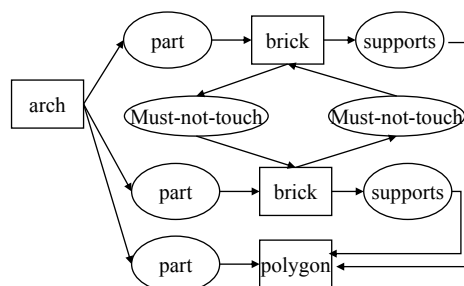 part brick supports
arch
Must-not-touch Must-not-touch
part brick supports
part polygon